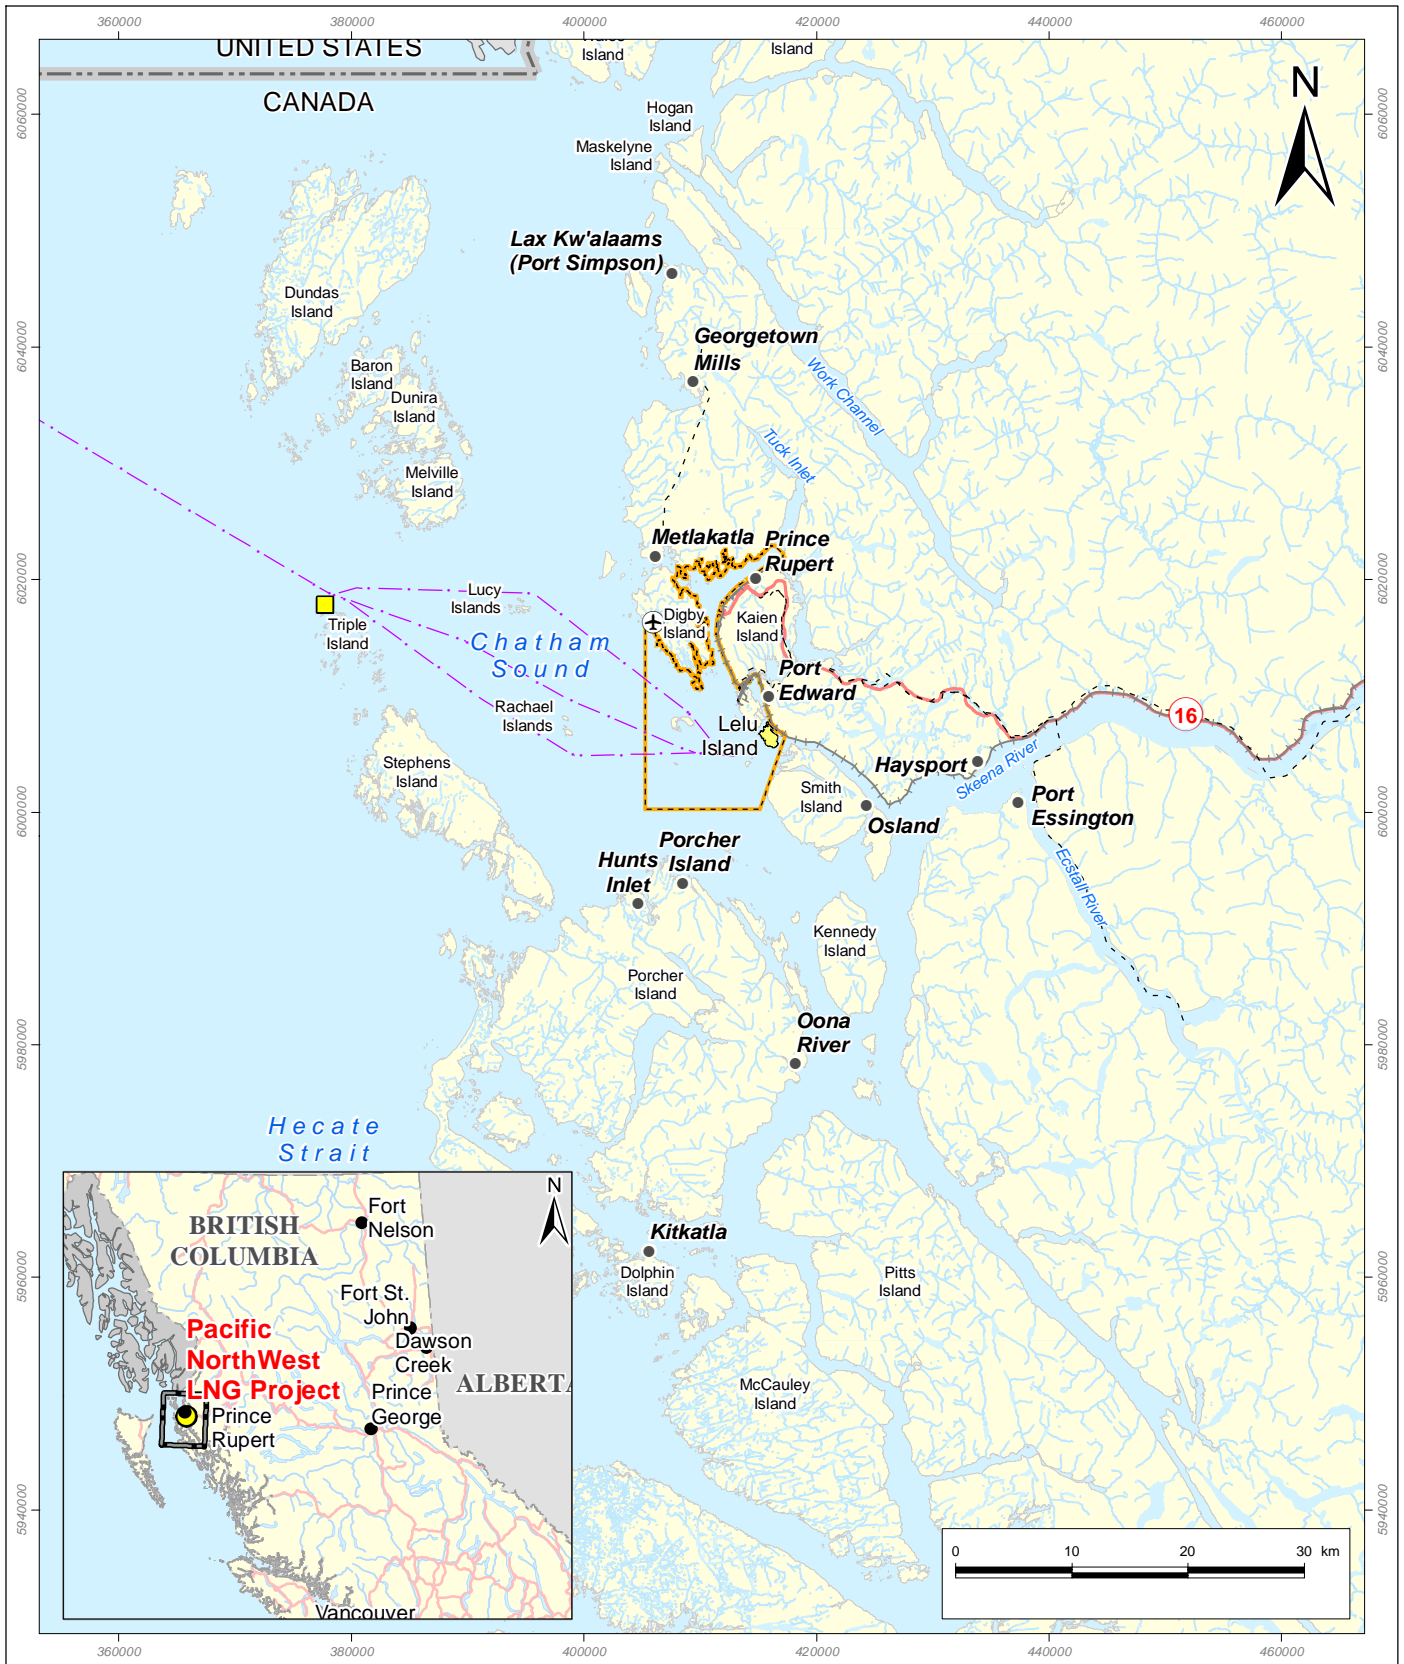 360000
380000
400000
420000
440000
460000
UNITED STATES
CANADA
Island
Island
N
6060000
6060000
Hogan
Island
Maskelyne
Island
Lax Kw'alaams
(Port Simpson)
Dundas
Island
Georgetown
Mills
6040000
6040000
Work Channel
Baron
Island
Dunira
Island
Tuck Inlet
Melville
Island
Metlakatla
Prince
Rupert
6020000
6020000
Lucy
Islands
Triple
Island
Digby
Island
Kaien
Island
Chatham
Sound
Port
Edward
Rachael
Islands
Lelu
Island
16
Stephens
Island
Haysport
Skeena River
Smith
Island
Osland
Port
Essington
6000000
6000000
Porcher
Island
Hunts
Inlet
Ecstall River
Kennedy
Island
Porcher
Island
Oona
River
5980000
5980000
Hecate
Strait
Kitkatla
Dolphin
Island
Pitts
Island
5960000
5960000
McCauley
Island
5940000
5940000
N
BRITISH
COLUMBIA
Fort
Nelson
Fort St.
John
Dawson
Creek
Pacific
NorthWest
LNG Project
ALBERTA
Prince
George
Prince
Rupert
Vancouver
0
10
20
30
km
360000
380000
400000
420000
440000
460000